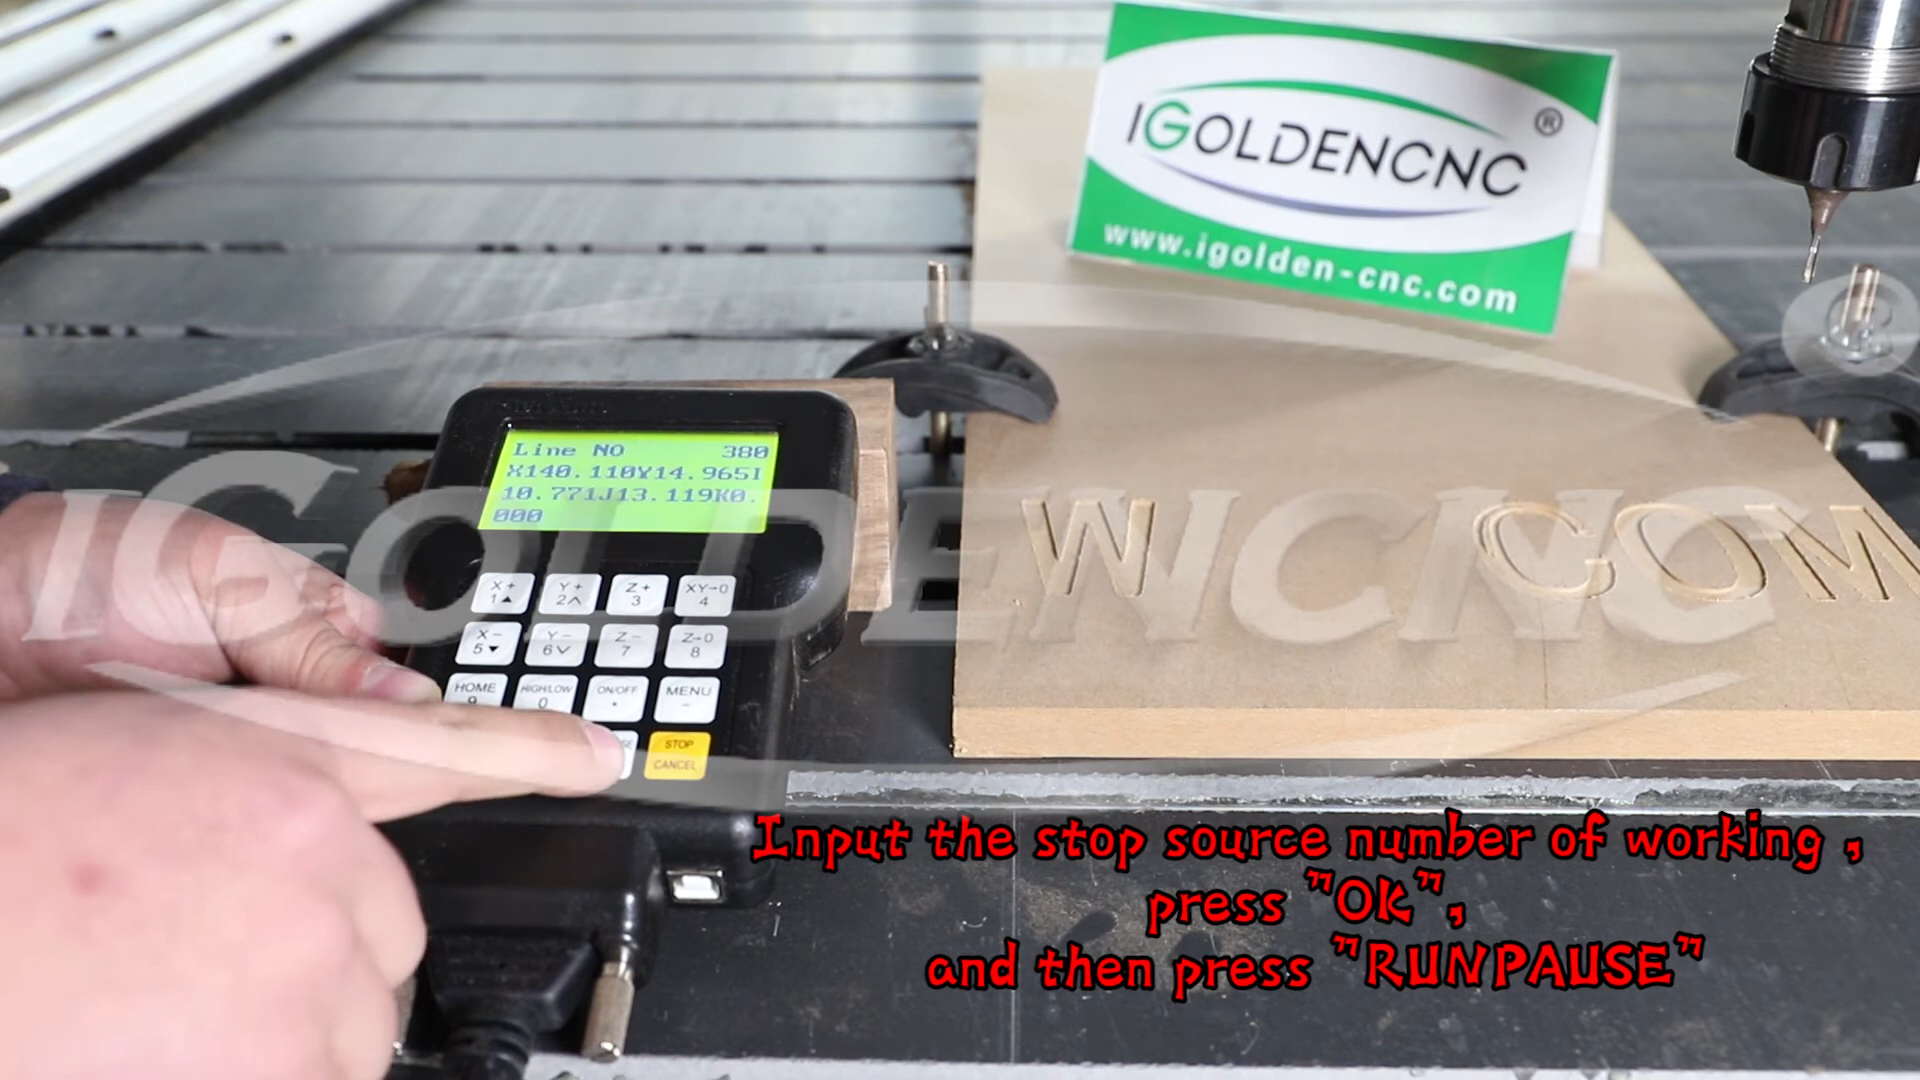 IGOLDENCNC ®
www.igolden-cnc.com
Line NO 380
X140.110Y14.965I
10.771J13.119K0.
000
IGOLDENCNC
W COM
X+ Y+ Z+ XY→0
1▲ 2∧ 3 4
X- Y- Z- Z→0
5▼ 6∨ 7 8
HOME HIGH/LOW ON/OFF MENU
9 0 . -
STOP
CANCEL
Input the stop source number of working ,
press "OK",
and then press "RUNPAUSE"